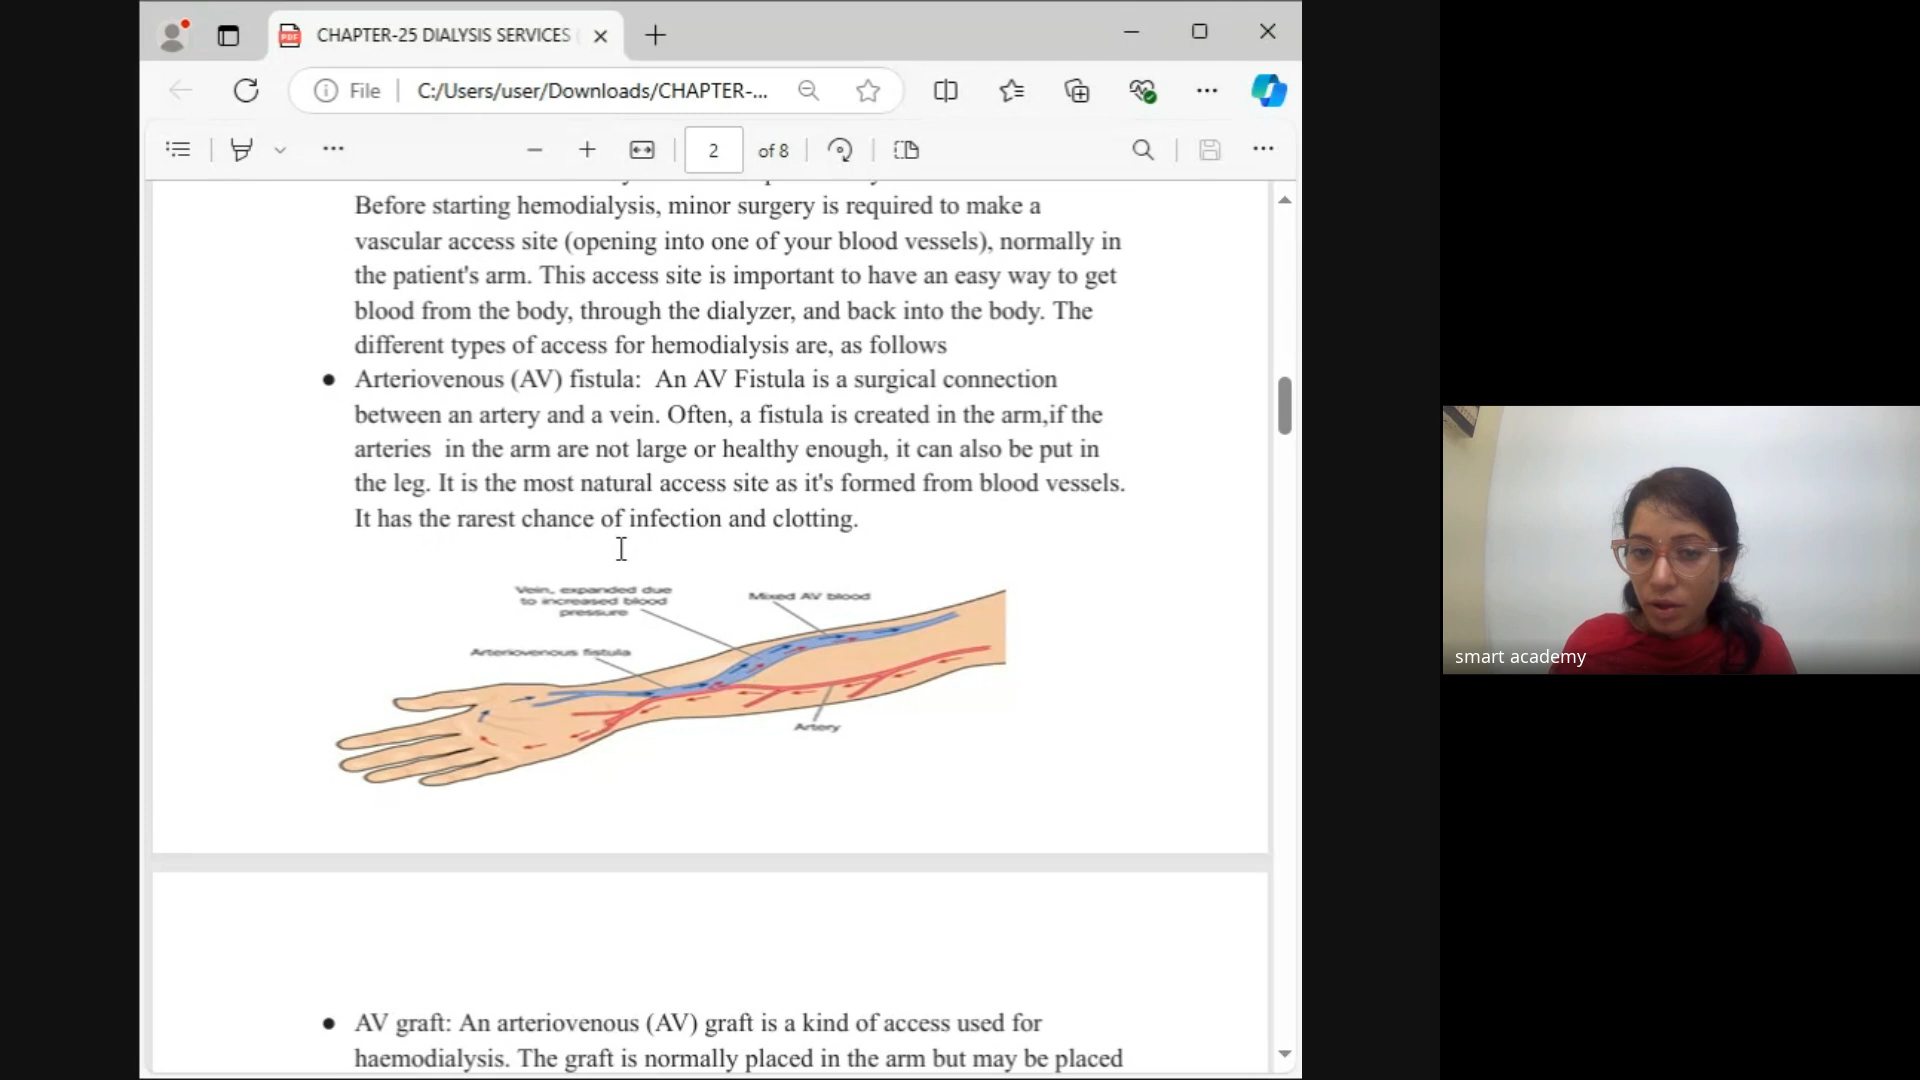 CHAPTER-25 DIALYSIS SERVICES
File
C:/Users/user/Downloads/CHAPTER-...
2 of 8
Before starting hemodialysis, minor surgery is required to make a
vascular access site (opening into one of your blood vessels), normally in
the patient's arm. This access site is important to have an easy way to get
blood from the body, through the dialyzer, and back into the body. The
different types of access for hemodialysis are, as follows
● Arteriovenous (AV) fistula: An AV Fistula is a surgical connection
between an artery and a vein. Often, a fistula is created in the arm,if the
arteries in the arm are not large or healthy enough, it can also be put in
the leg. It is the most natural access site as it's formed from blood vessels.
It has the rarest chance of infection and clotting.
Vein, expanded due
to increased blood
pressure
Mixed AV blood
Arteriovenous fistula
Artery
● AV graft: An arteriovenous (AV) graft is a kind of access used for
haemodialysis. The graft is normally placed in the arm but may be placed
smart academy